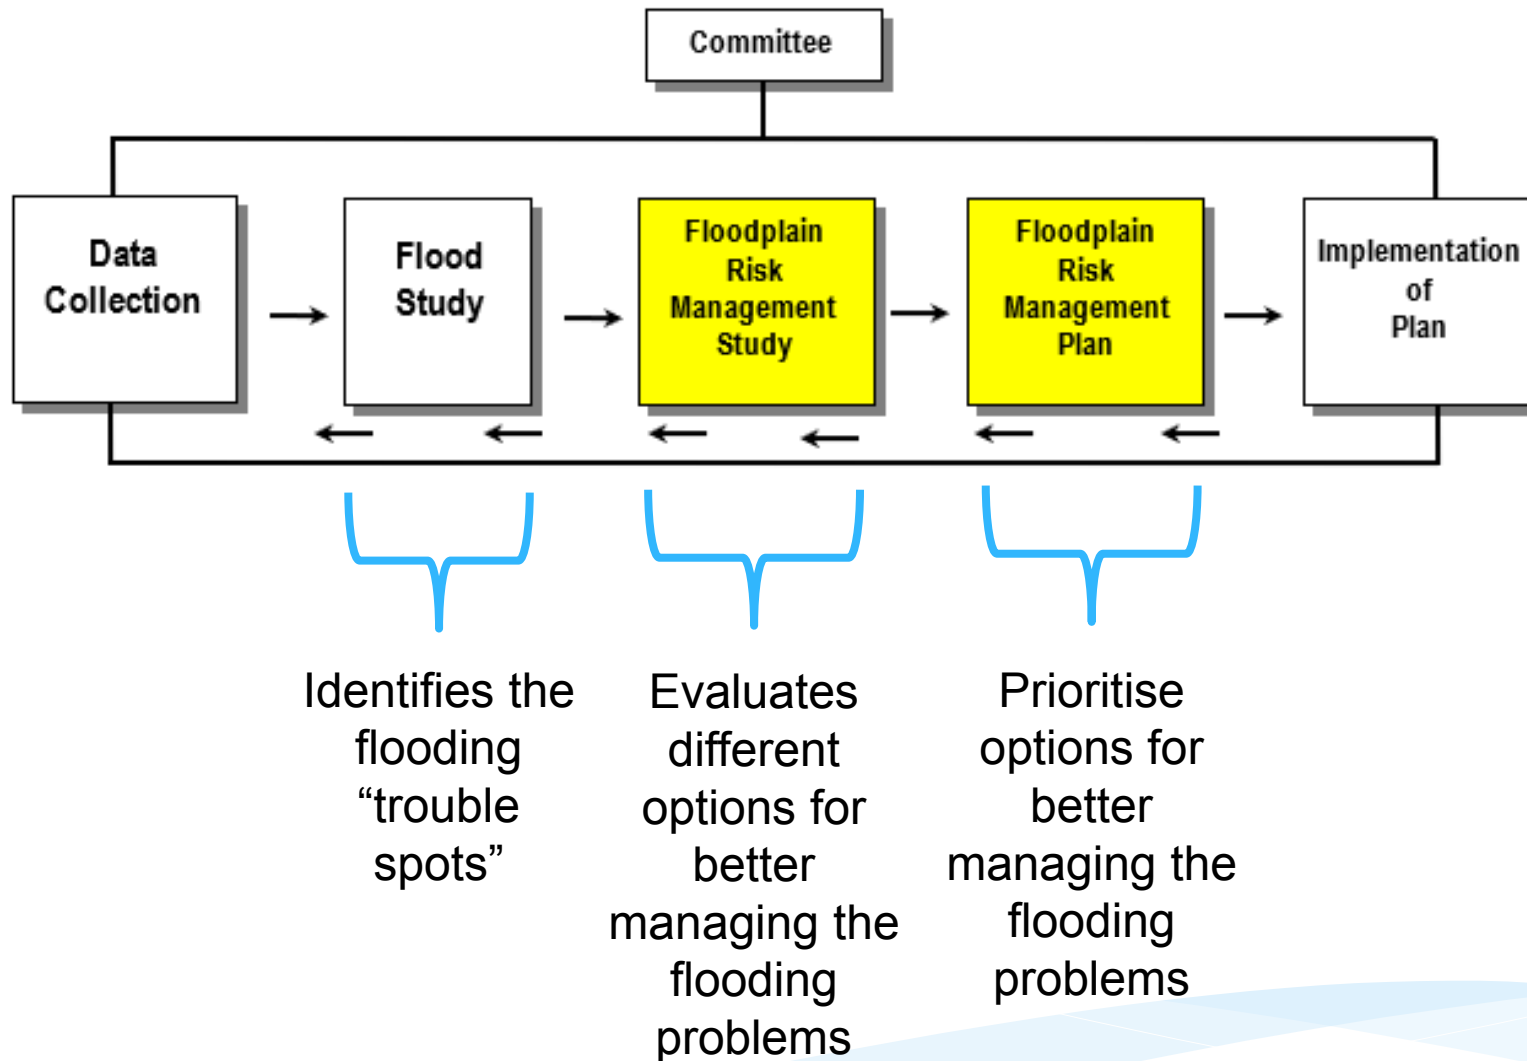 Committee
Data
Collection
Flood
Study
Floodplain
Risk
Management
Study
Floodplain
Risk
Management
Plan
Implementation
of
Plan
Identifies the
flooding
“trouble
spots”
Evaluates
different
options for
better
managing the
flooding
problems
Prioritise
options for
better
managing the
flooding
problems